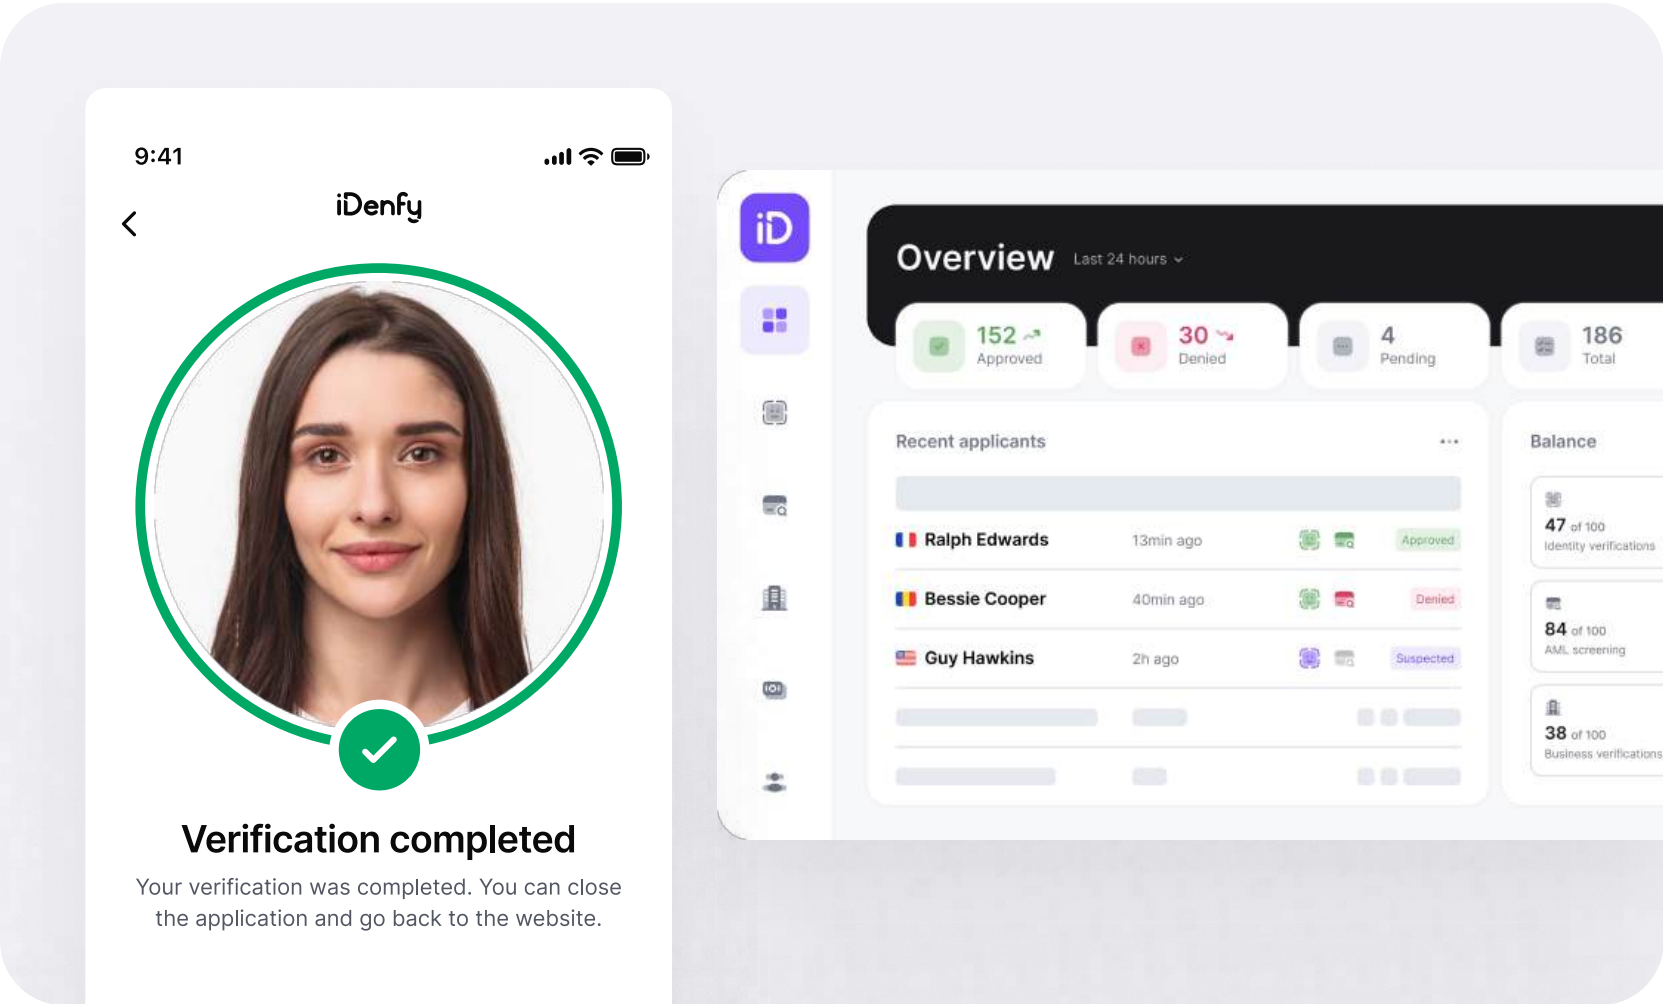 9:41
iDenfy
Verification completed
Your verification was completed. You can close
the application and go back to the website.
iD
Overview Last 24 hours
152
Approved
30
Denied
4
Pending
186
Total
Recent applicants
Ralph Edwards 13min ago Approved
Bessie Cooper 40min ago Denied
Guy Hawkins 2h ago Suspected
Balance
47 of 100
Identity verifications
84 of 100
AML screening
38 of 100
Business verifications